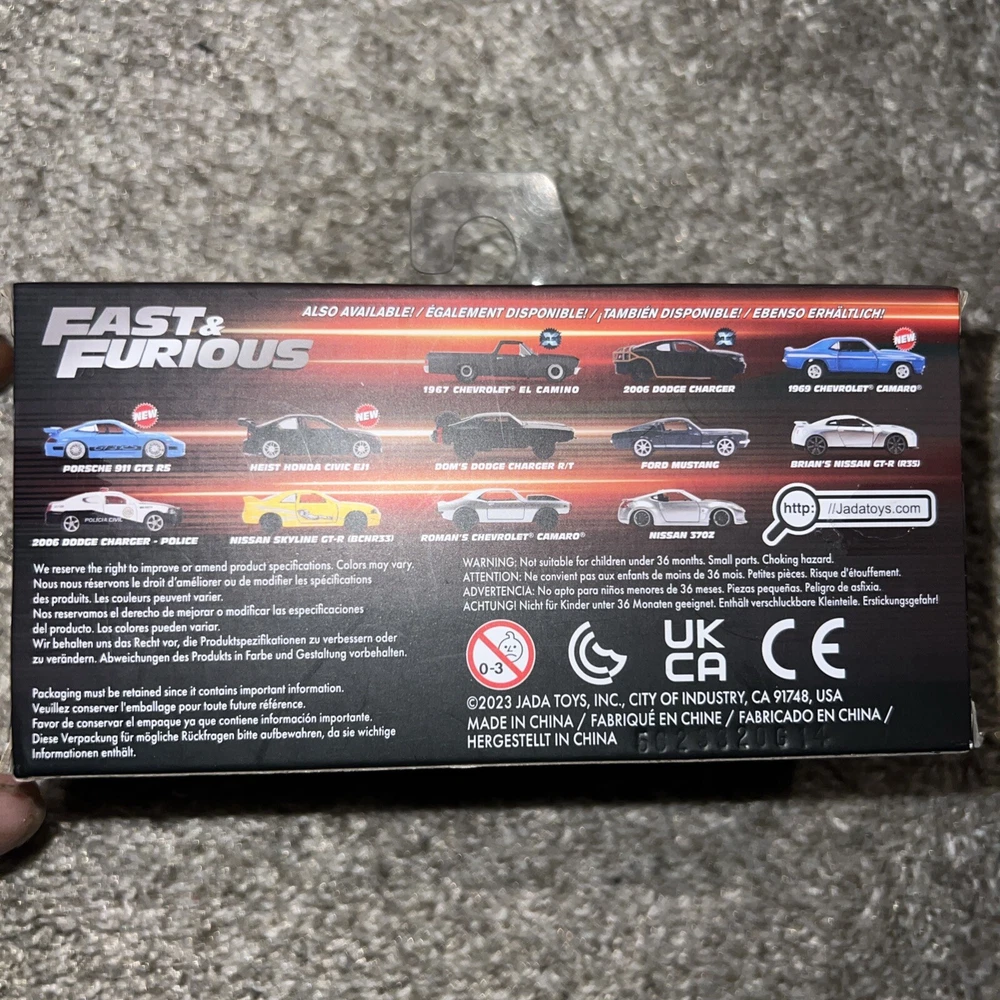 FAST &
FURIOUS
ALSO AVAILABLE! / ÉGALEMENT DISPONIBLE! / ¡TAMBIÉN DISPONIBLE! / EBENSO ERHÄLTLICH!
NEW
1967 CHEVROLET® EL CAMINO
2006 DODGE CHARGER
1969 CHEVROLET® CAMARO®
NEW
NEW
PORSCHE 911 GT3 RS
HEIST HONDA CIVIC EJ1
DOM'S DODGE CHARGER R/T
FORD MUSTANG
BRIAN'S NISSAN GT-R (R35)
POLICIA CIVIL
http: //Jadatoys.com
2006 DODGE CHARGER - POLICE
NISSAN SKYLINE GT-R (BCNR33)
ROMAN'S CHEVROLET® CAMARO®
NISSAN 370Z
We reserve the right to improve or amend product specifications. Colors may vary.
Nous nous réservons le droit d'améliorer ou de modifier les spécifications
des produits. Les couleurs peuvent varier.
Nos reservamos el derecho de mejorar o modificar las especificaciones
del producto. Los colores pueden variar.
Wir behalten uns das Recht vor, die Produktspezifikationen zu verbessern oder
zu verändern. Abweichungen des Produkts in Farbe und Gestaltung vorbehalten.
Packaging must be retained since it contains important information.
Veuillez conserver l'emballage pour toute future référence.
Favor de conservar el empaque ya que contiene información importante.
Diese Verpackung für mögliche Rückfragen bitte aufbewahren, da sie wichtige
Informationen enthält.
WARNING: Not suitable for children under 36 months. Small parts. Choking hazard.
ATTENTION: Ne convient pas aux enfants de moins de 36 mois. Petites pièces. Risque d'étouffement.
ADVERTENCIA: No apto para niños menores de 36 meses. Piezas pequeñas. Peligro de asfixia.
ACHTUNG! Nicht für Kinder unter 36 Monaten geeignet. Enthält verschluckbare Kleinteile. Erstickungsgefahr!
0-3
UK
CA
CE
©2023 JADA TOYS, INC., CITY OF INDUSTRY, CA 91748, USA
MADE IN CHINA / FABRIQUÉ EN CHINE / FABRICADO EN CHINA /
HERGESTELLT IN CHINA